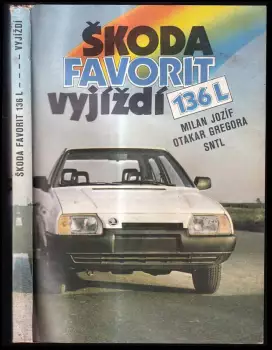 ŠKODA FAVORIT 136 L – – – – VYJÍŽDÍ
ŠKODA
FAVORIT
vyjíždí
136 L
MILAN JOZÍF
OTAKAR GREGORA
SNTL